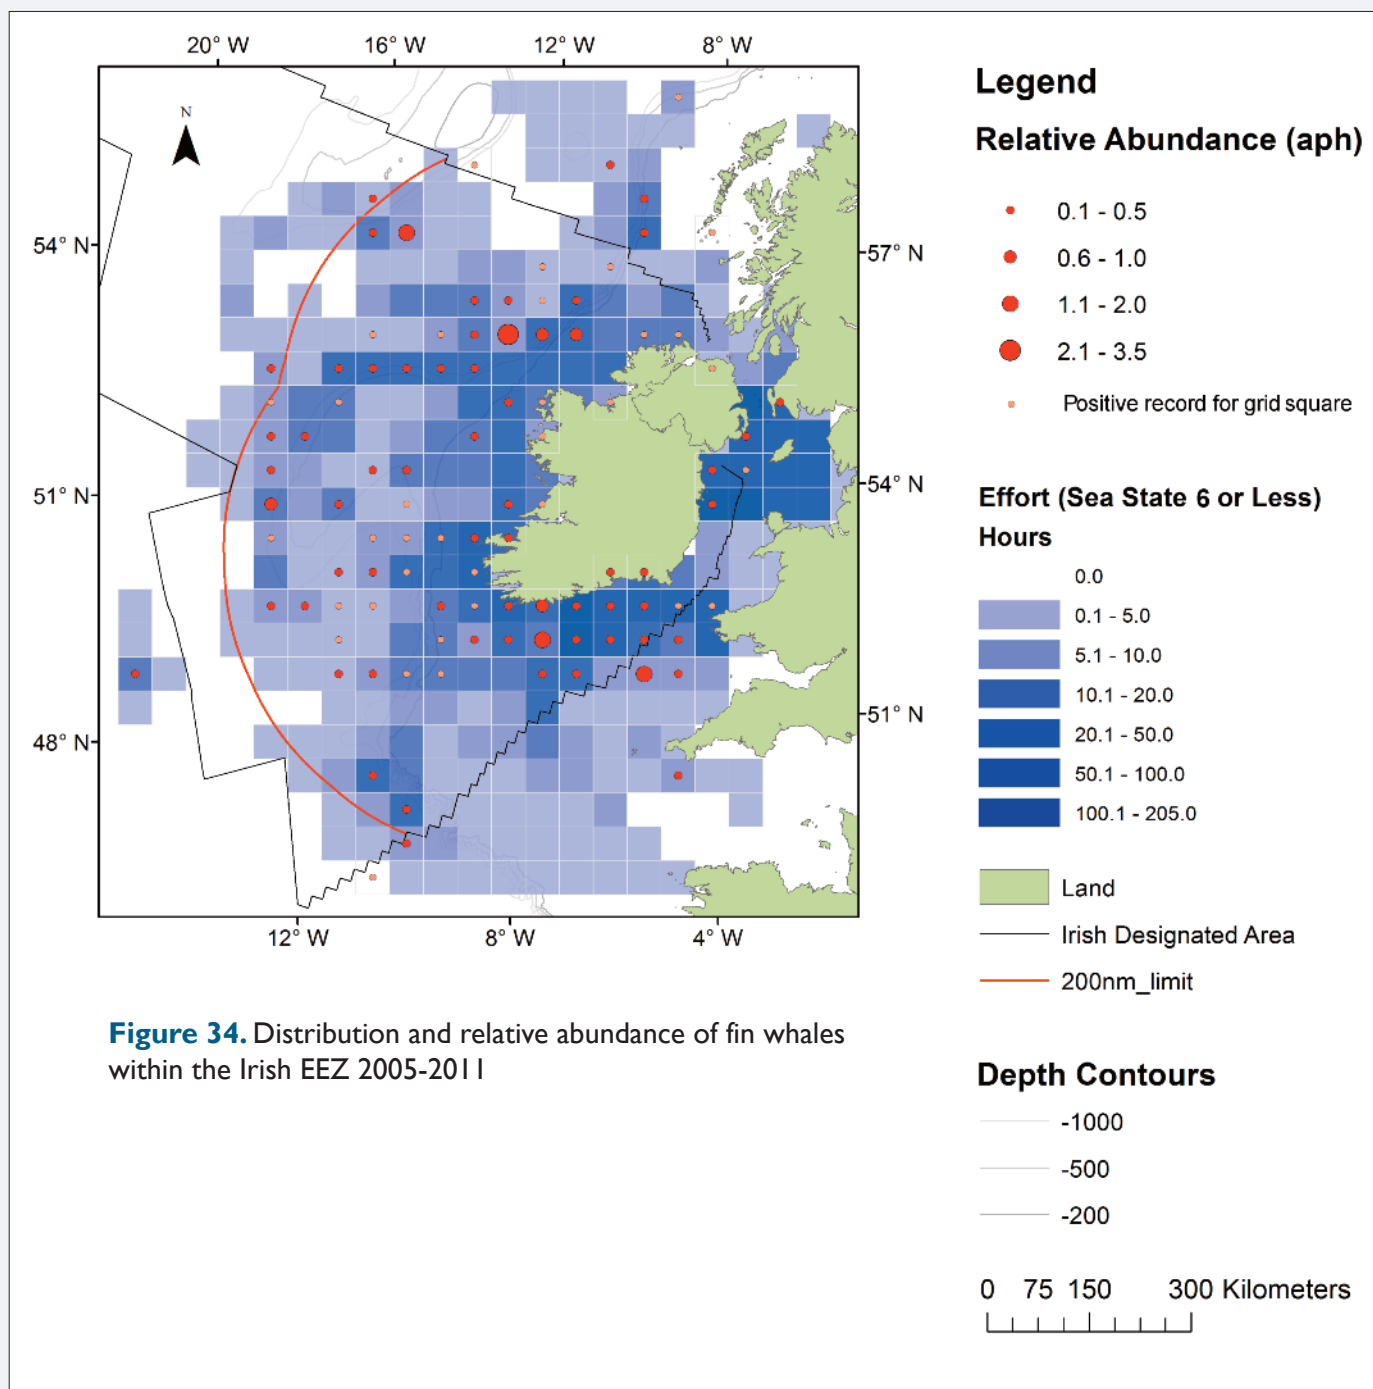 20° W 16° W 12° W 8° W
N
54° N
51° N
48° N
57° N
54° N
51° N
12° W 8° W 4° W
Figure 34. Distribution and relative abundance of fin whales
within the Irish EEZ 2005-2011
Legend
Relative Abundance (aph)
0.1 - 0.5
0.6 - 1.0
1.1 - 2.0
2.1 - 3.5
Positive record for grid square
Effort (Sea State 6 or Less)
Hours
0.0
0.1 - 5.0
5.1 - 10.0
10.1 - 20.0
20.1 - 50.0
50.1 - 100.0
100.1 - 205.0
Land
Irish Designated Area
200nm_limit
Depth Contours
-1000
-500
-200
0 75 150 300 Kilometers